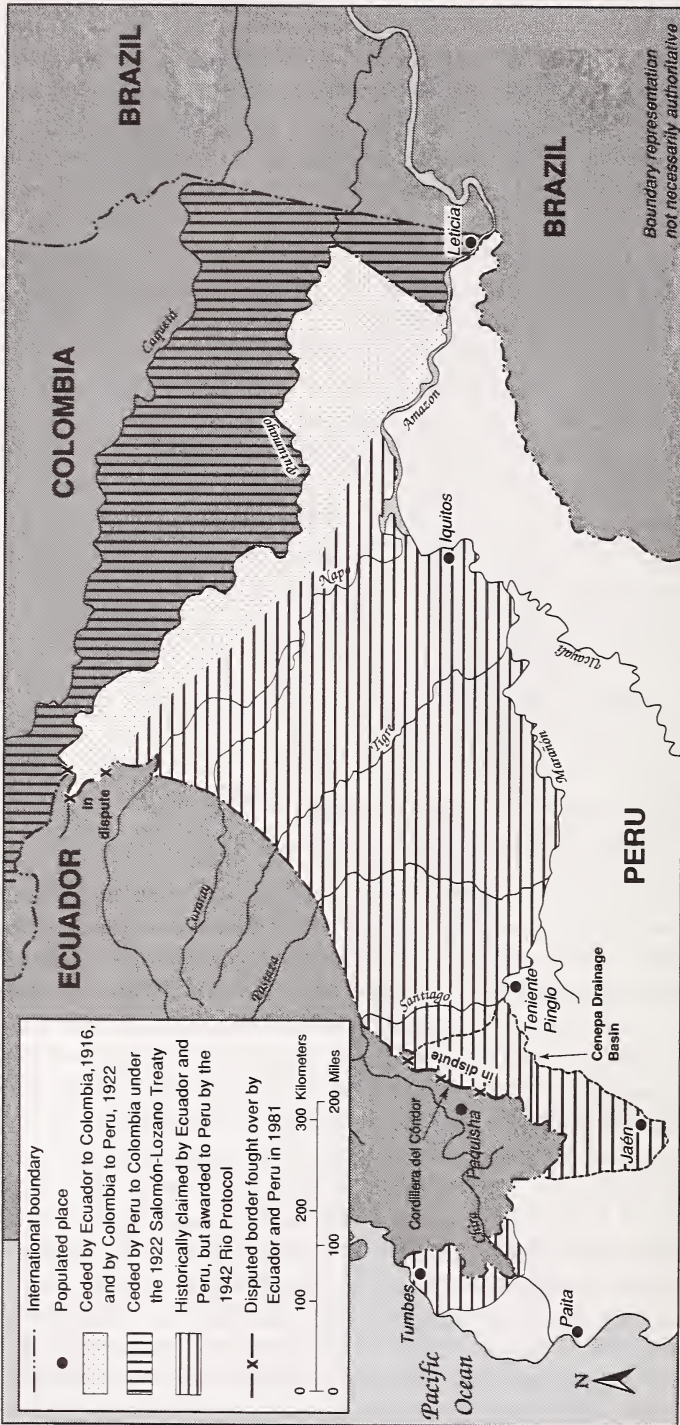 International boundary
Populated place
Ceded by Ecuador to Colombia,1916,
and by Colombia to Peru, 1922
Ceded by Peru to Colombia under
the 1922 Salomón-Lozano Treaty
Historically claimed by Ecuador and
Peru, but awarded to Peru by the
1942 Rio Protocol
Disputed border fought over by
Ecuador and Peru in 1981
0 100 200 300 Kilometers
0 100 200 Miles
ECUADOR
COLOMBIA
BRAZIL
in
dispute
Caquetá
Putumayo
Napo
Curaray
Tigre
Pastaza
Amazon
Leticia
Iquitos
BRAZIL
Santiago
Marañón
Ucayali
in dispute
Cordillera del Cóndor
Paquisha
Teniente
Pinglo
Cenepa Drainage
Basin
PERU
Tumbes
Chira
Jaén
Pacific
Ocean
Paita
N
Boundary representation
not necessarily authoritative